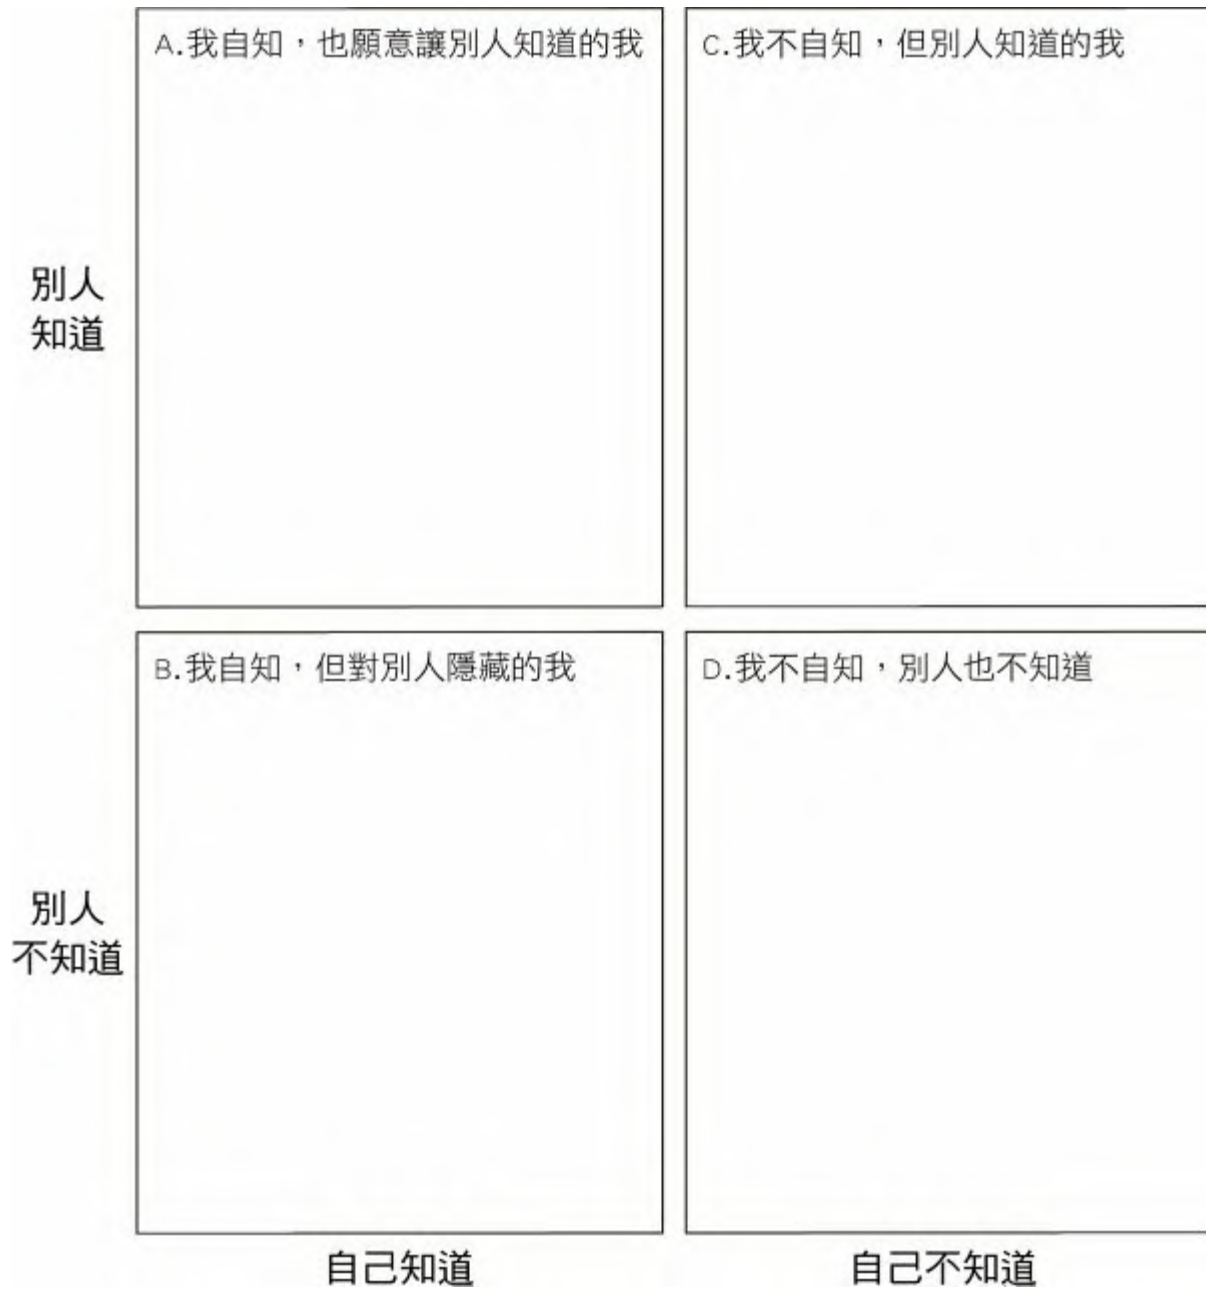 A.我自知，也願意讓別人知道的我
C.我不自知，但別人知道的我
別人
知道
B.我自知，但對別人隱藏的我
D.我不自知，別人也不知道
別人
不知道
自己知道
自己不知道